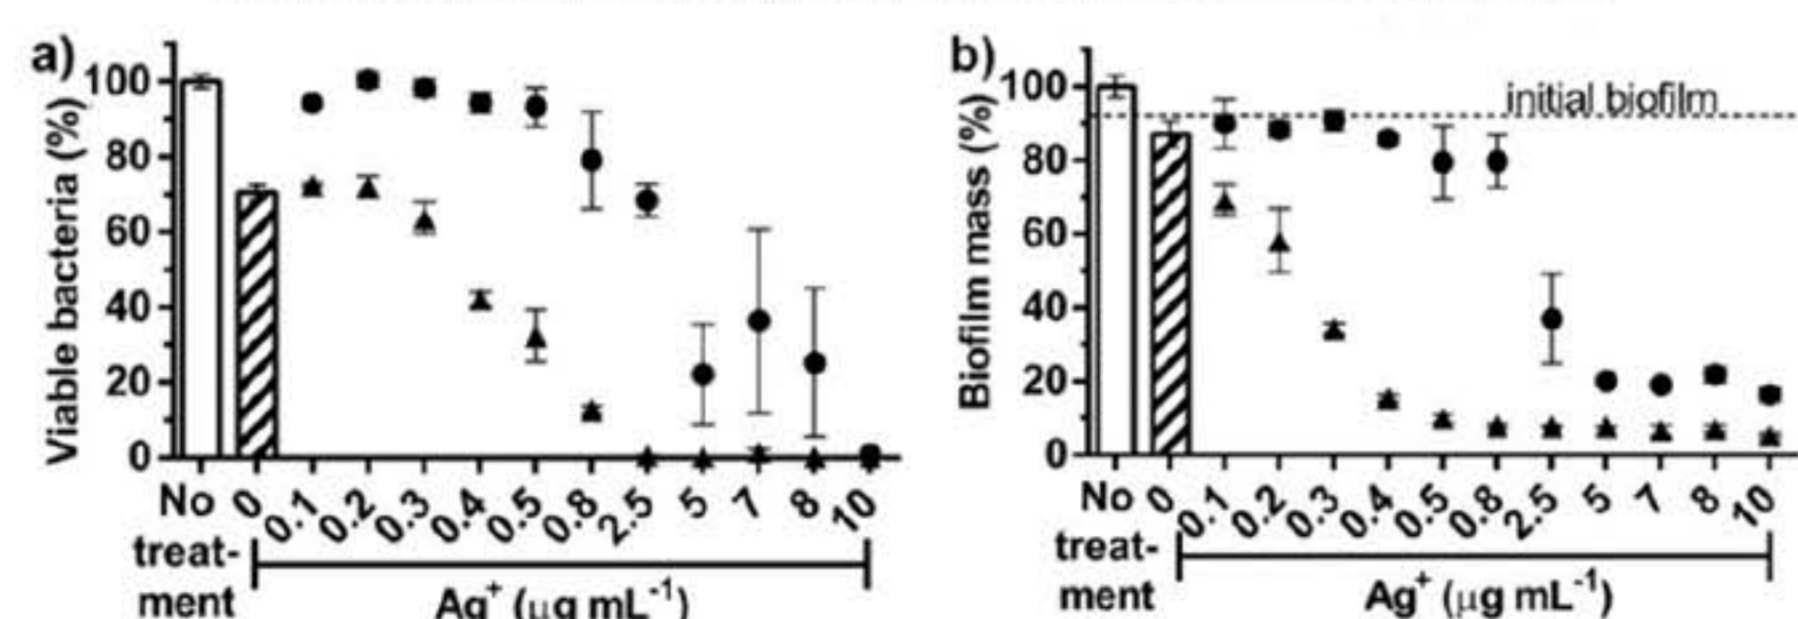 a)
Viable bacteria (%)
100
80
60
40
20
0
No treat-ment
0 0.1 0.2 0.3 0.4 0.5 0.8 2.5 5 7 8 10
Ag⁺ (µg mL⁻¹)
b)
Biofilm mass (%)
100
80
60
40
20
0
initial biofilm
No treat-ment
0 0.1 0.2 0.3 0.4 0.5 0.8 2.5 5 7 8 10
Ag⁺ (µg mL⁻¹)